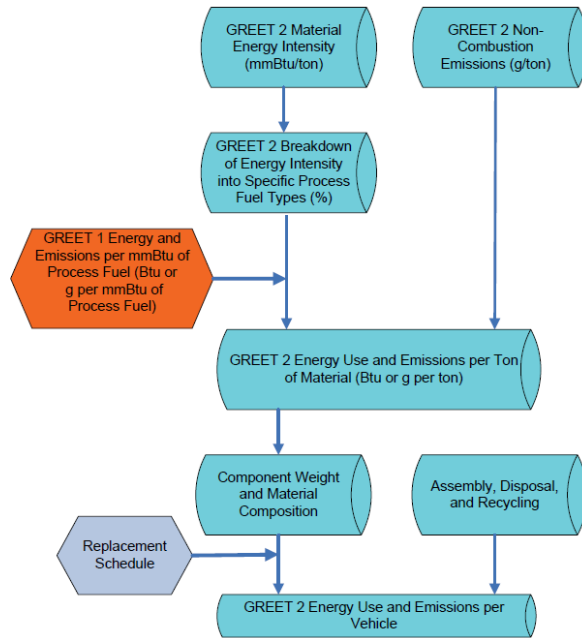 GREET 2 Material
Energy Intensity
(mmBtu/ton)
GREET 2 Non-
Combustion
Emissions (g/ton)
GREET 2 Breakdown
of Energy Intensity
into Specific Process
Fuel Types (%)
GREET 1 Energy and
Emissions per mmBtu of
Process Fuel (Btu or
g per mmBtu of
Process Fuel)
GREET 2 Energy Use and Emissions per Ton
of Material (Btu or g per ton)
Component Weight
and Material
Composition
Assembly, Disposal,
and Recycling
Replacement
Schedule
GREET 2 Energy Use and Emissions per
Vehicle